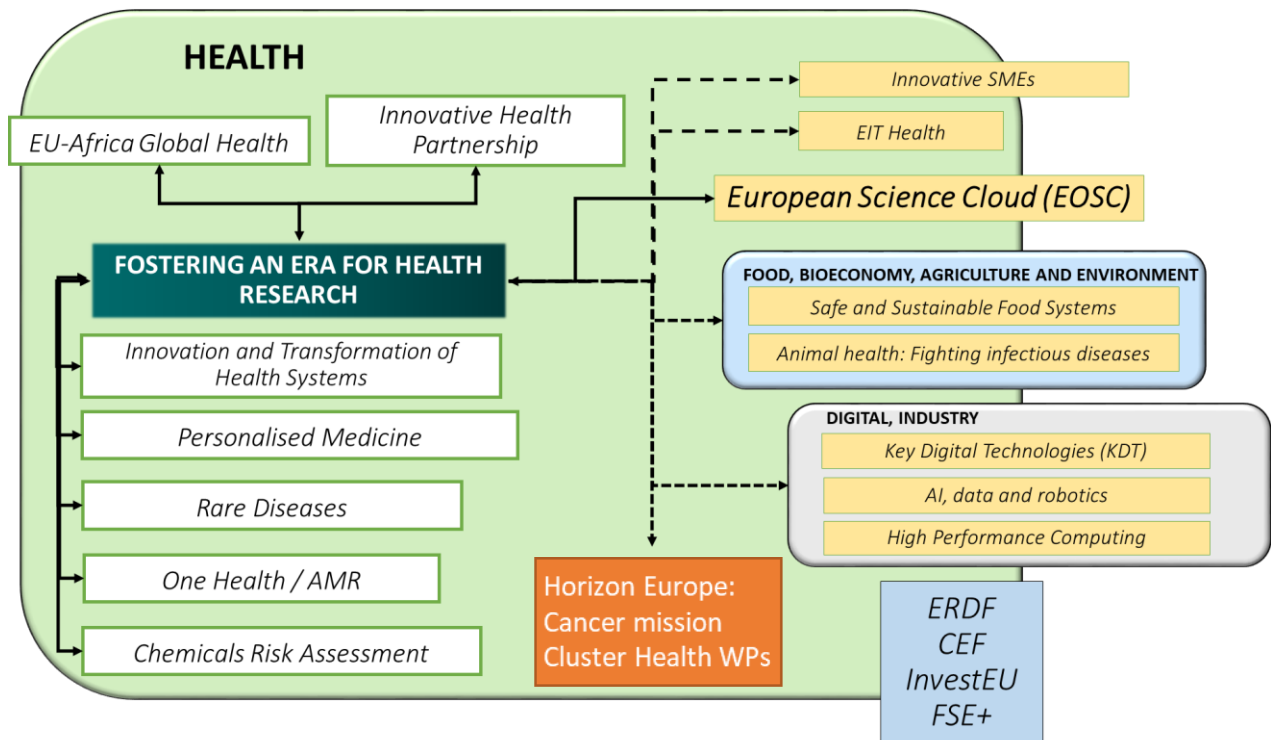 HEALTH
EU-Africa Global Health
Innovative Health
Partnership
FOSTERING AN ERA FOR HEALTH
RESEARCH
Innovation and Transformation of
Health Systems
Personalised Medicine
Rare Diseases
One Health / AMR
Chemicals Risk Assessment
Innovative SMEs
EIT Health
European Science Cloud (EOSC)
FOOD, BIOECONOMY, AGRICULTURE AND ENVIRONMENT
Safe and Sustainable Food Systems
Animal health: Fighting infectious diseases
DIGITAL, INDUSTRY
Key Digital Technologies (KDT)
AI, data and robotics
High Performance Computing
Horizon Europe:
Cancer mission
Cluster Health WPs
ERDF
CEF
InvestEU
FSE+